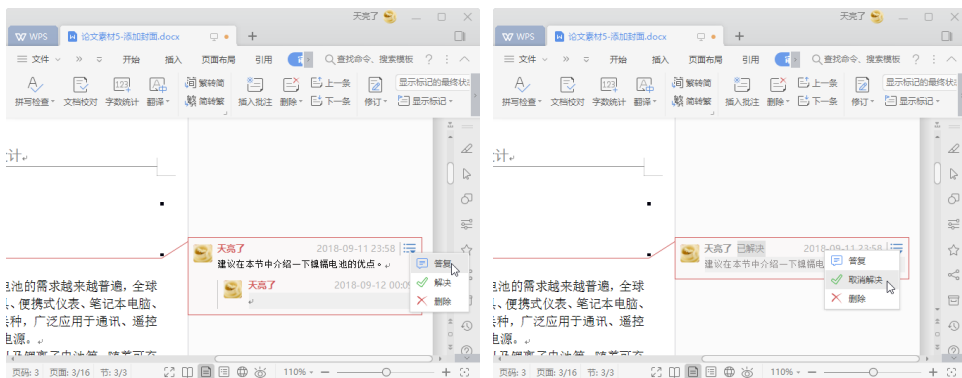 天亮了
WPS
论文素材5-添加封面.docx
文件
开始
插入
页面布局
引用
查找命令、搜索模板
拼写检查
文档校对
字数统计
翻译
繁转简
简转繁
插入批注
删除
上一条
下一条
修订
显示标记的最终状
显示标记
计
天亮了
2018-09-11 23:58
建议在本节中介绍一下镍镉电池的优点。
天亮了
2018-09-12 00:0
答复
解决
删除
电池的需求越来越普遍，全球
、便携式仪表、笔记本电脑、
种，广泛应用于通讯、遥控
电源。
页码: 3
页面: 3/16
节: 3/3
110%
天亮了
WPS
论文素材5-添加封面.docx
文件
开始
插入
页面布局
引用
查找命令、搜索模板
拼写检查
文档校对
字数统计
翻译
繁转简
简转繁
插入批注
删除
上一条
下一条
修订
显示标记的最终状
显示标记
计
天亮了
已解决
2018-09-11 23:58
建议在本节中介绍一下镍镉电
答复
取消解决
删除
电池的需求越来越普遍，全球
、便携式仪表、笔记本电脑、
种，广泛应用于通讯、遥控
电源。
页码: 3
页面: 3/16
节: 3/3
110%